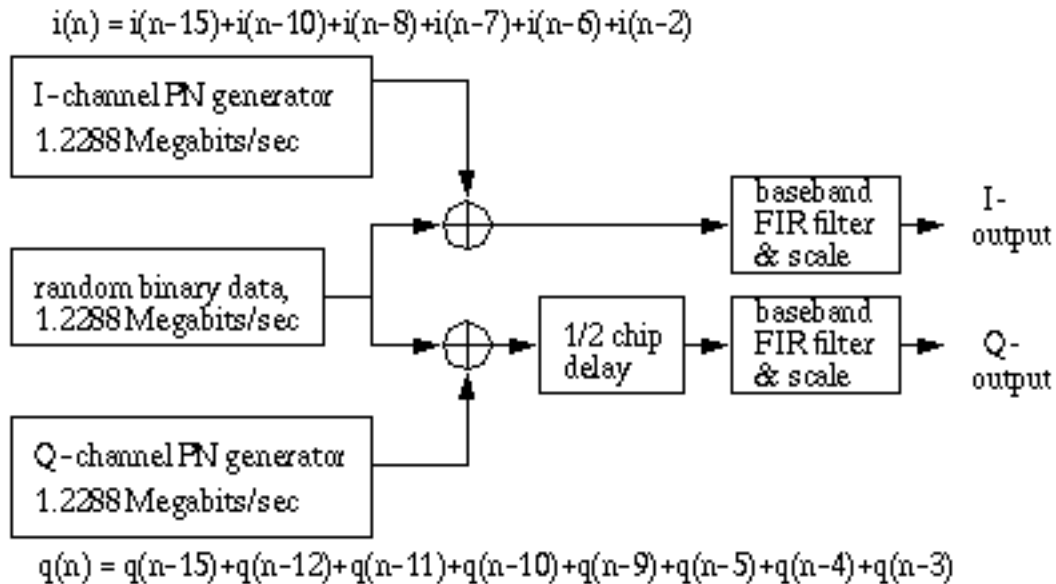 i(n) = i(n-15)+i(n-10)+i(n-8)+i(n-7)+i(n-6)+i(n-2)
I-channel PN generator
1.2288 Megabits/sec
random binary data,
1.2288 Megabits/sec
Q-channel PN generator
1.2288 Megabits/sec
1/2 chip
delay
baseband
FIR filter
& scale
I-
output
baseband
FIR filter
& scale
Q-
output
q(n) = q(n-15)+q(n-12)+q(n-11)+q(n-10)+q(n-9)+q(n-5)+q(n-4)+q(n-3)